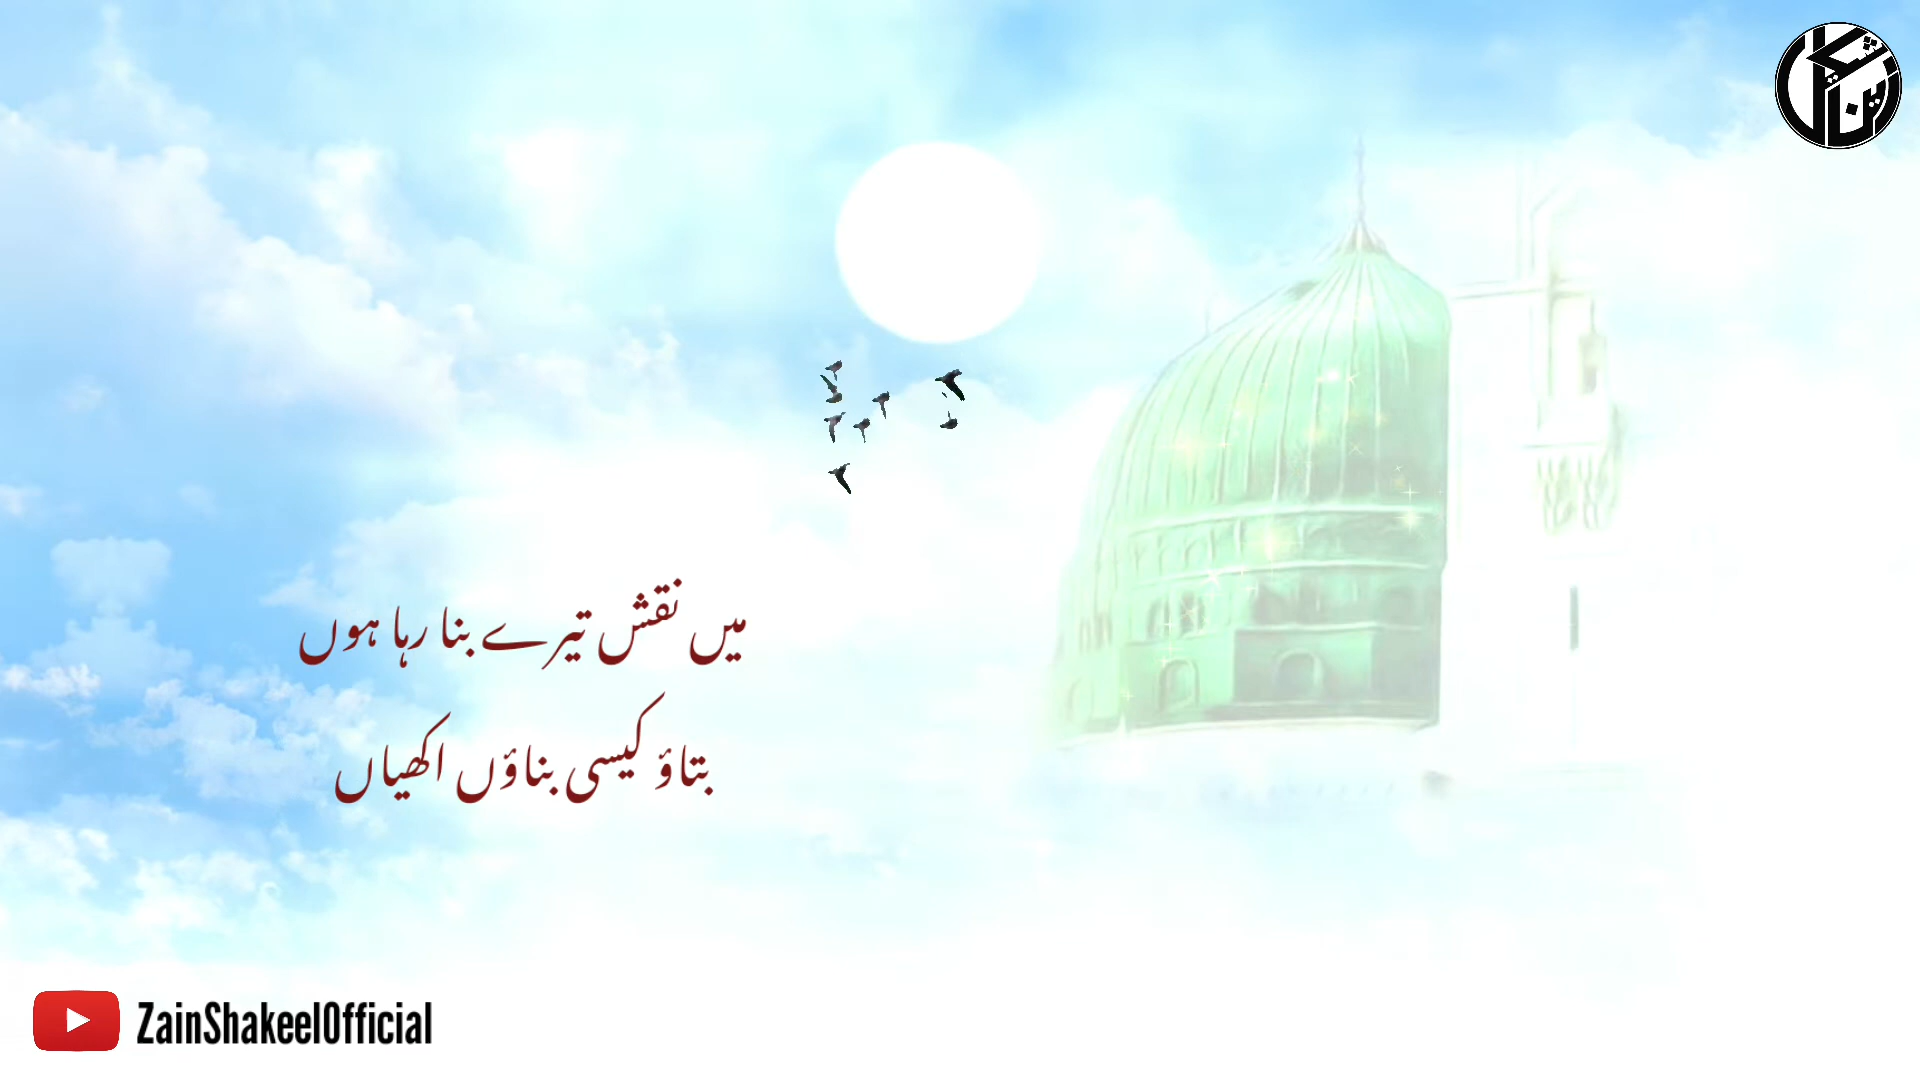 میں نقش تیرے بنا رہا ہوں
بتاؤ کیسی بناؤں اکھیاں
ZainShakeelOfficial